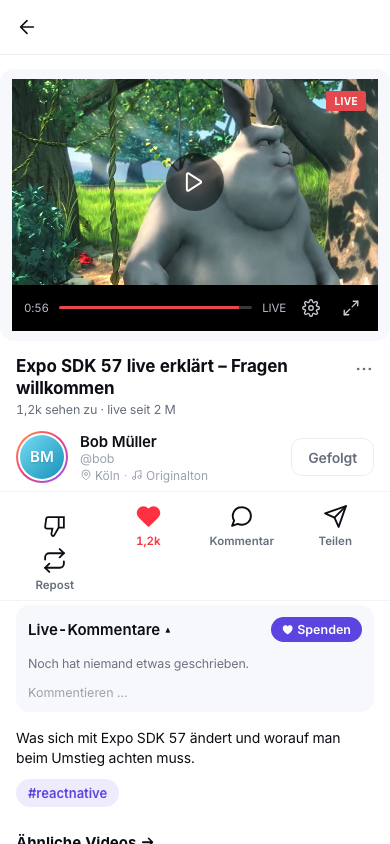 LIVE
0:56
LIVE
Expo SDK 57 live erklärt – Fragen
willkommen
1,2k sehen zu · live seit 2 M
BM
Bob Müller
@bob
Köln · Originalton
Gefolgt
1,2k
Kommentar
Teilen
Repost
Live-Kommentare ▴
Spenden
Noch hat niemand etwas geschrieben.
Kommentieren ...
Was sich mit Expo SDK 57 ändert und worauf man
beim Umstieg achten muss.
#reactnative
Ähnliche Videos →